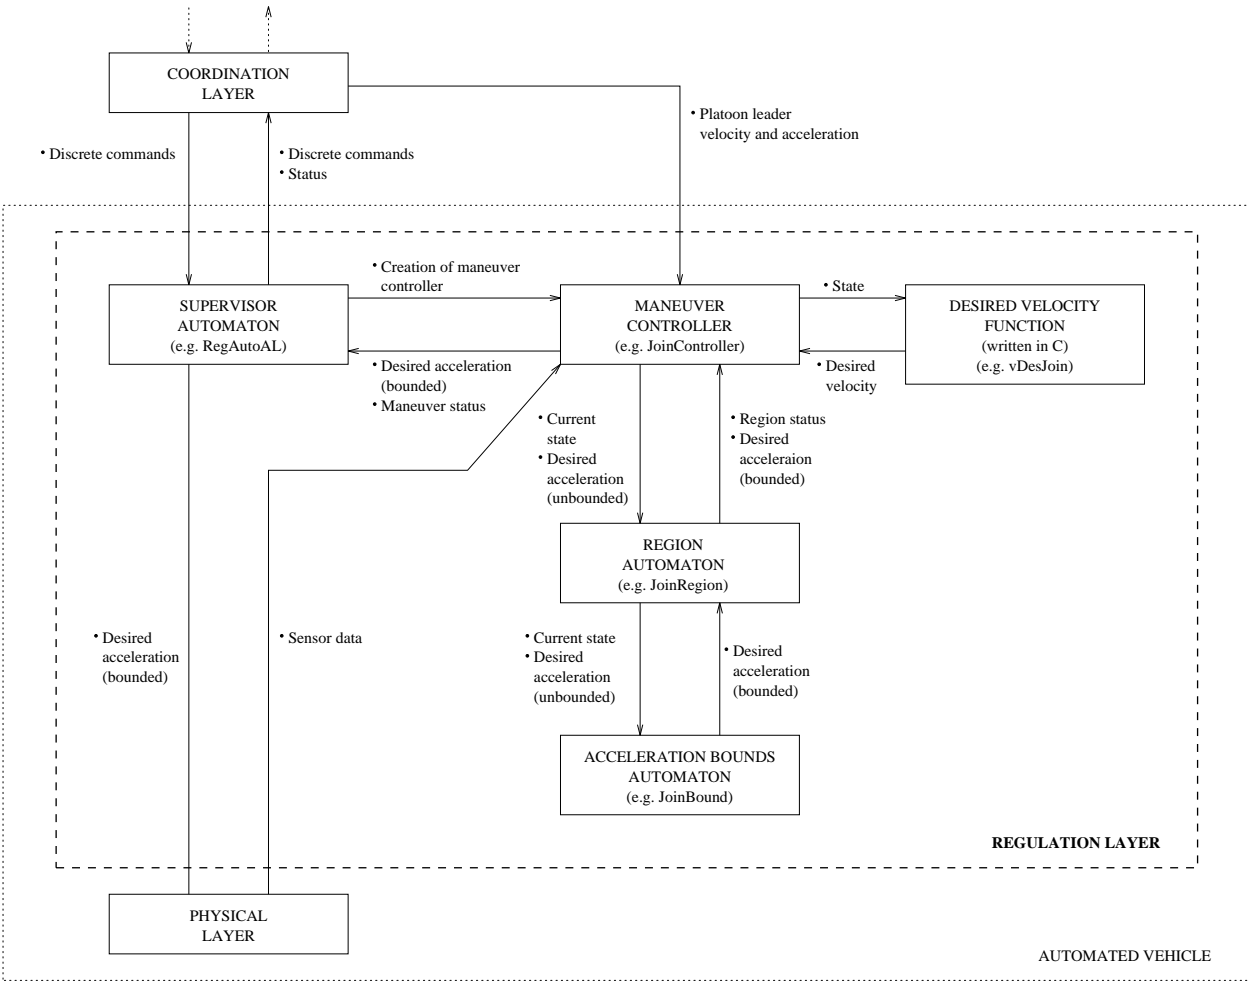 COORDINATION
LAYER
• Platoon leader
velocity and acceleration
• Discrete commands
• Discrete commands
• Status
• Creation of maneuver
controller
• State
SUPERVISOR
AUTOMATON
(e.g. RegAutoAL)
MANEUVER
CONTROLLER
(e.g. JoinController)
DESIRED VELOCITY
FUNCTION
(written in C)
(e.g. vDesJoin)
• Desired acceleration
(bounded)
• Maneuver status
• Desired
velocity
• Current
state
• Desired
acceleration
(unbounded)
• Region status
• Desired
acceleraion
(bounded)
REGION
AUTOMATON
(e.g. JoinRegion)
• Desired
acceleration
(bounded)
• Sensor data
• Current state
• Desired
acceleration
(unbounded)
• Desired
acceleration
(bounded)
ACCELERATION BOUNDS
AUTOMATON
(e.g. JoinBound)
REGULATION LAYER
PHYSICAL
LAYER
AUTOMATED VEHICLE